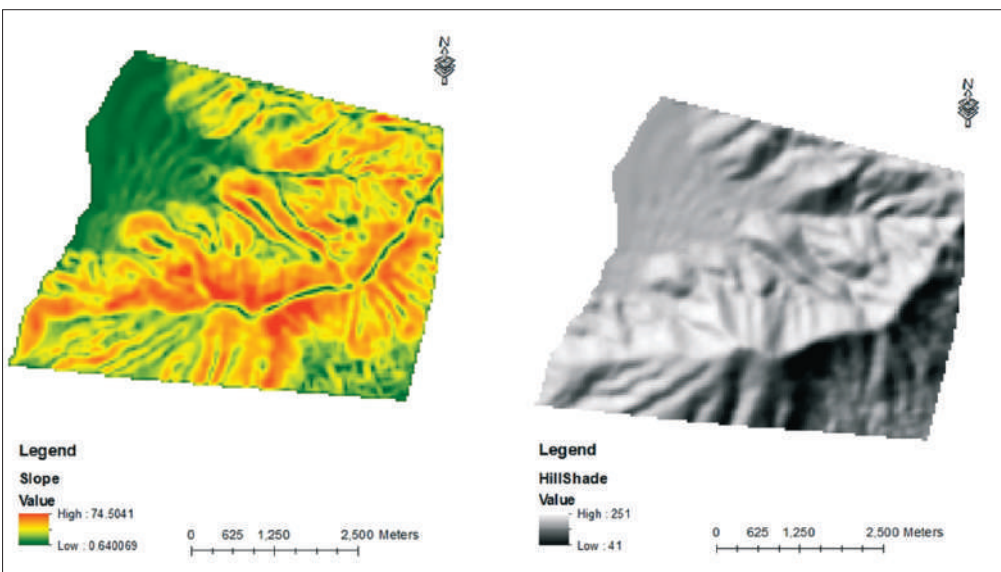 N
N
Legend
Slope
Value
High : 74.5041
Low : 0.640069
0 625 1,250 2,500 Meters
Legend
HillShade
Value
High : 251
Low : 41
0 625 1,250 2,500 Meters